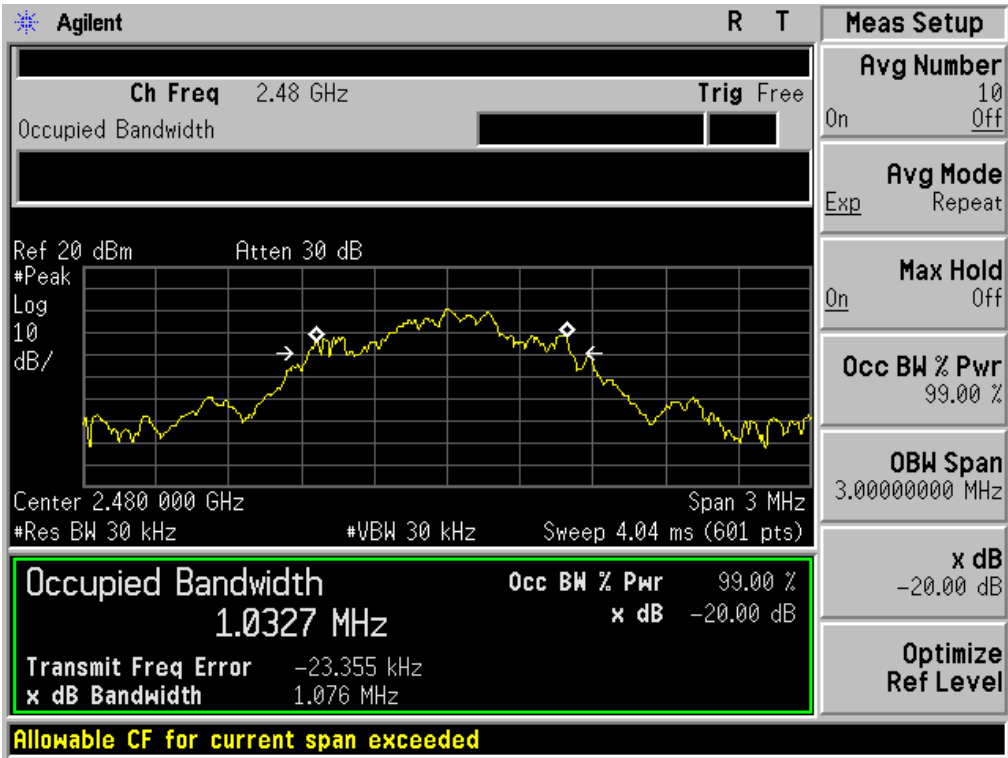 Agilent R T
Ch Freq 2.48 GHz Trig Free
Occupied Bandwidth
Ref 20 dBm Atten 30 dB
#Peak
Log
10
dB/
Center 2.480 000 GHz Span 3 MHz
#Res BW 30 kHz #VBW 30 kHz Sweep 4.04 ms (601 pts)
Occupied Bandwidth Occ BW % Pwr 99.00 %
1.0327 MHz x dB -20.00 dB
Transmit Freq Error -23.355 kHz
x dB Bandwidth 1.076 MHz
Allowable CF for current span exceeded
Meas Setup
Avg Number
10
On Off
Avg Mode
Exp Repeat
Max Hold
On Off
Occ BW % Pwr
99.00 %
OBW Span
3.00000000 MHz
x dB
-20.00 dB
Optimize
Ref Level